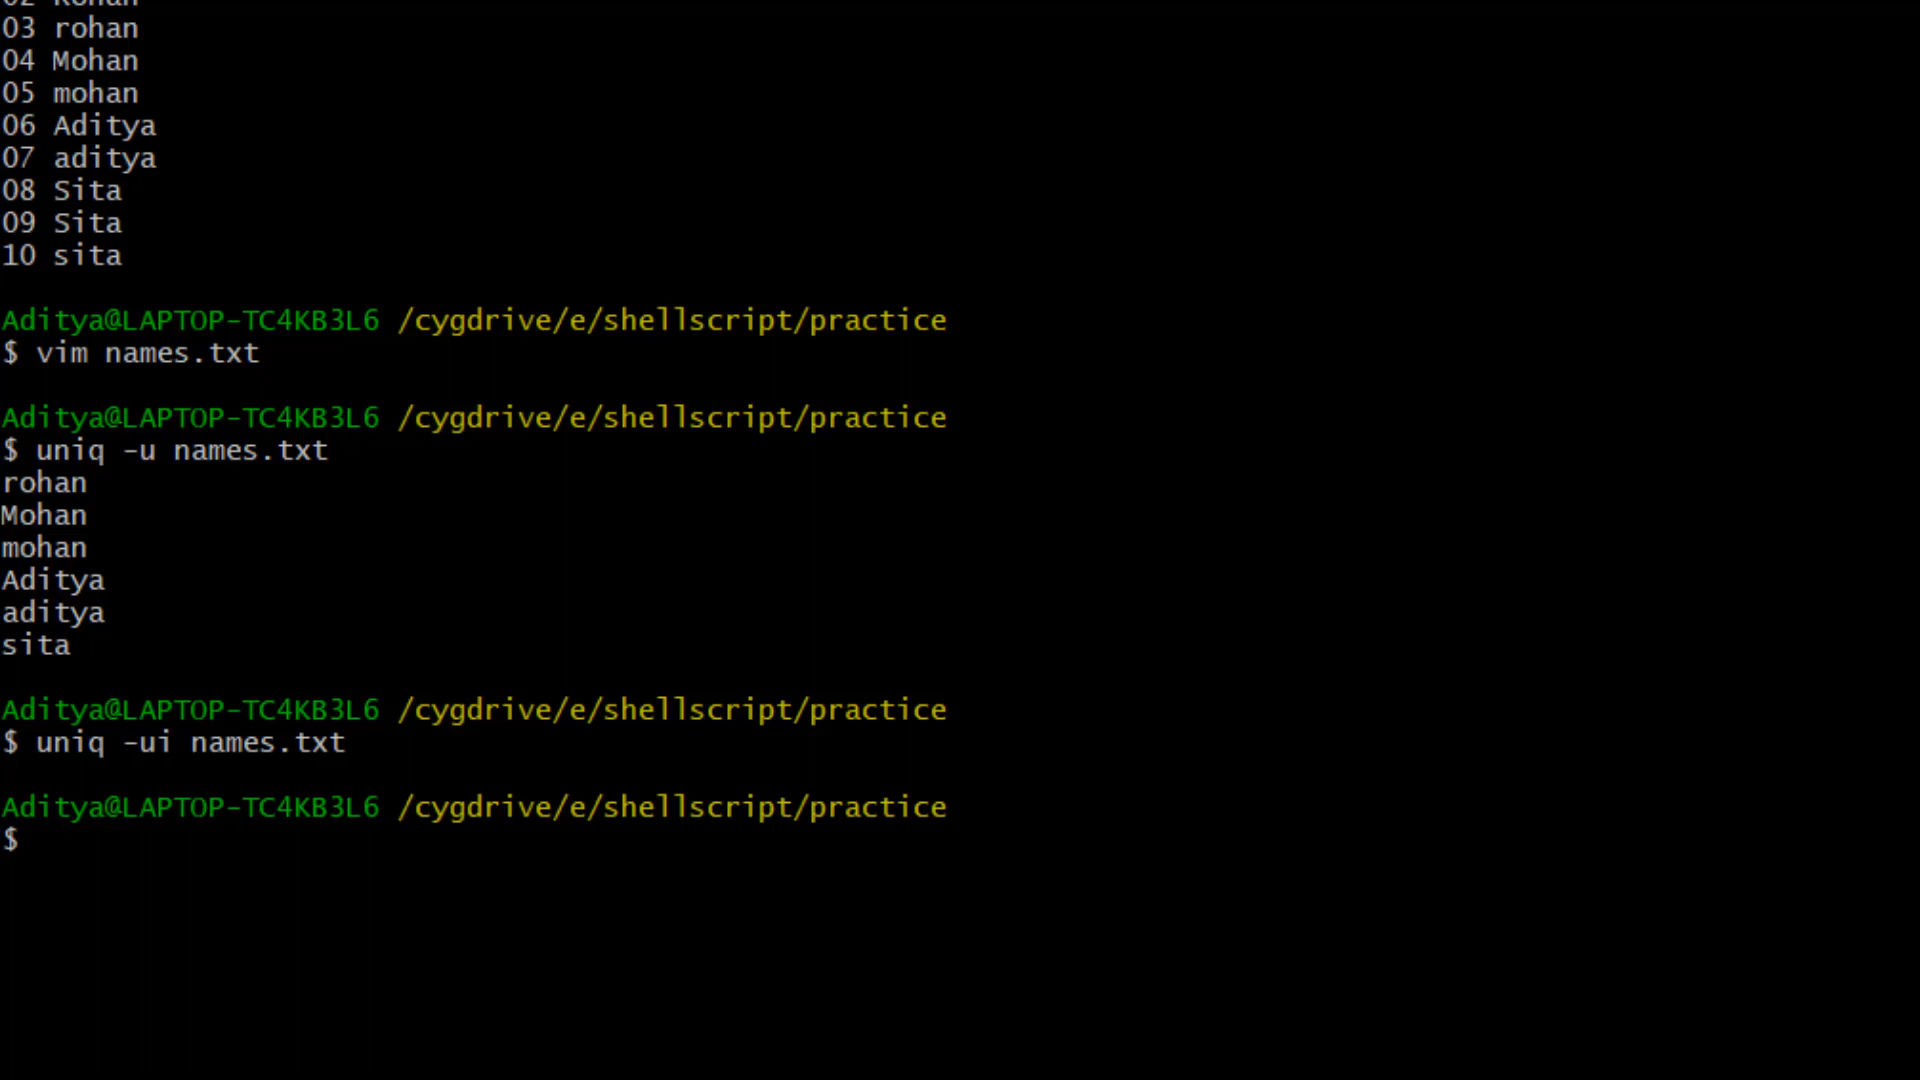 03 rohan
04 Mohan
05 mohan
06 Aditya
07 aditya
08 Sita
09 Sita
10 sita
Aditya@LAPTOP-TC4KB3L6 /cygdrive/e/shellscript/practice
$ vim names.txt
Aditya@LAPTOP-TC4KB3L6 /cygdrive/e/shellscript/practice
$ uniq -u names.txt
rohan
Mohan
mohan
Aditya
aditya
sita
Aditya@LAPTOP-TC4KB3L6 /cygdrive/e/shellscript/practice
$ uniq -ui names.txt
Aditya@LAPTOP-TC4KB3L6 /cygdrive/e/shellscript/practice
$